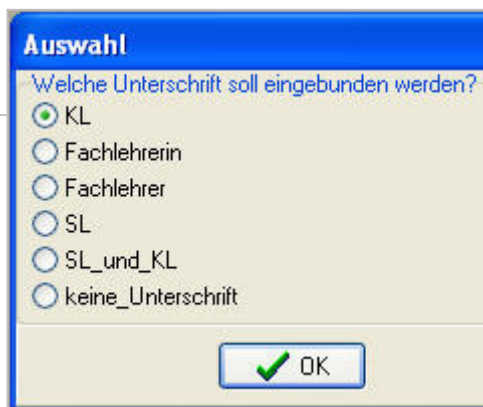 Auswahl
Welche Unterschrift soll eingebunden werden?
KL
Fachlehrerin
Fachlehrer
SL
SL_und_KL
keine_Unterschrift
OK